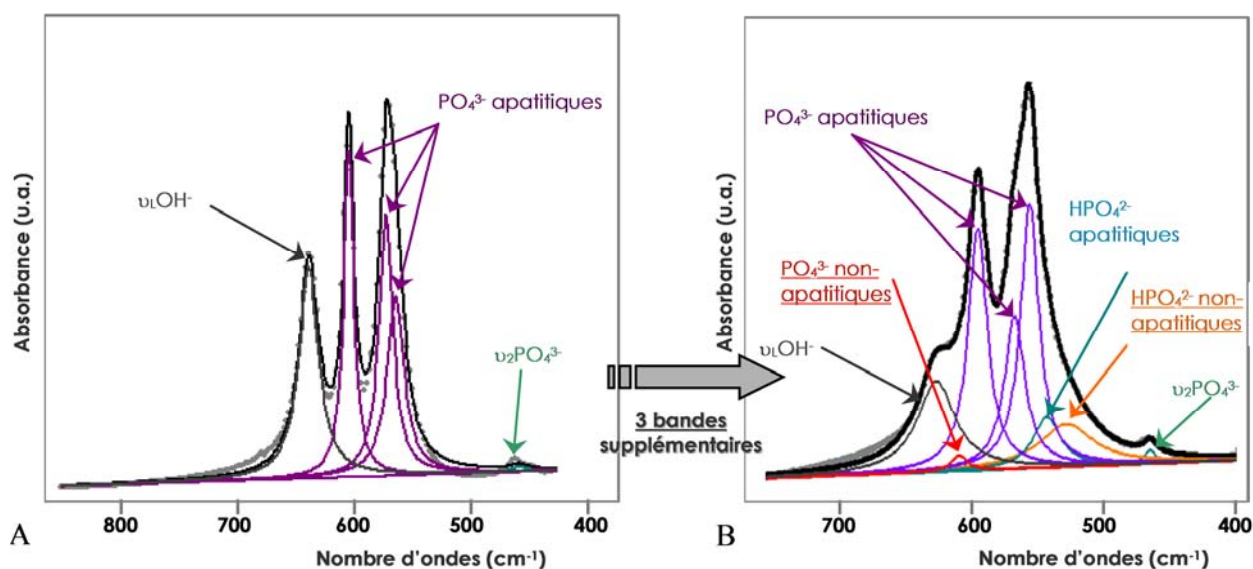 PO₄³⁻ apatitiques
υLOH⁻
υ₂PO₄³⁻
Absorbance (u.a.)
800
700
600
500
400
Nombre d'ondes (cm⁻¹)
A
3 bandes
supplémentaires
PO₄³⁻ apatitiques
HPO₄²⁻
apatitiques
PO₄³⁻ non-
apatitiques
HPO₄²⁻ non-
apatitiques
υLOH⁻
υ₂PO₄³⁻
Absorbance (u.a.)
700
600
500
400
Nombre d'ondes (cm⁻¹)
B